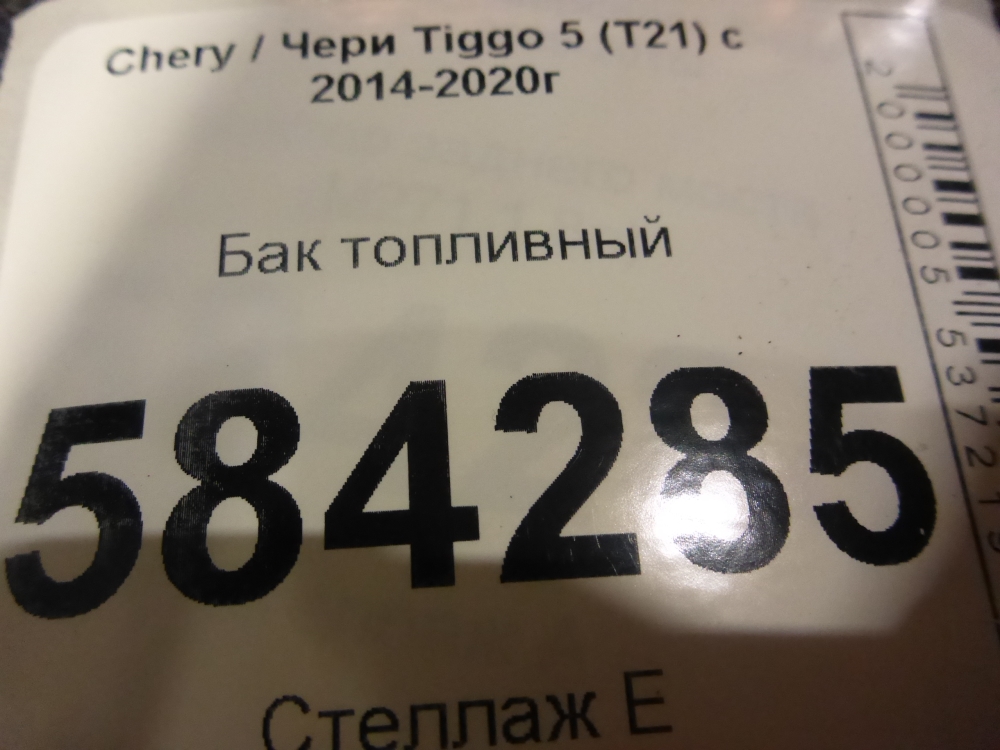 Chery / Чери Tiggo 5 (T21) с
2014-2020г
Бак топливный
584285
Стеллаж Е